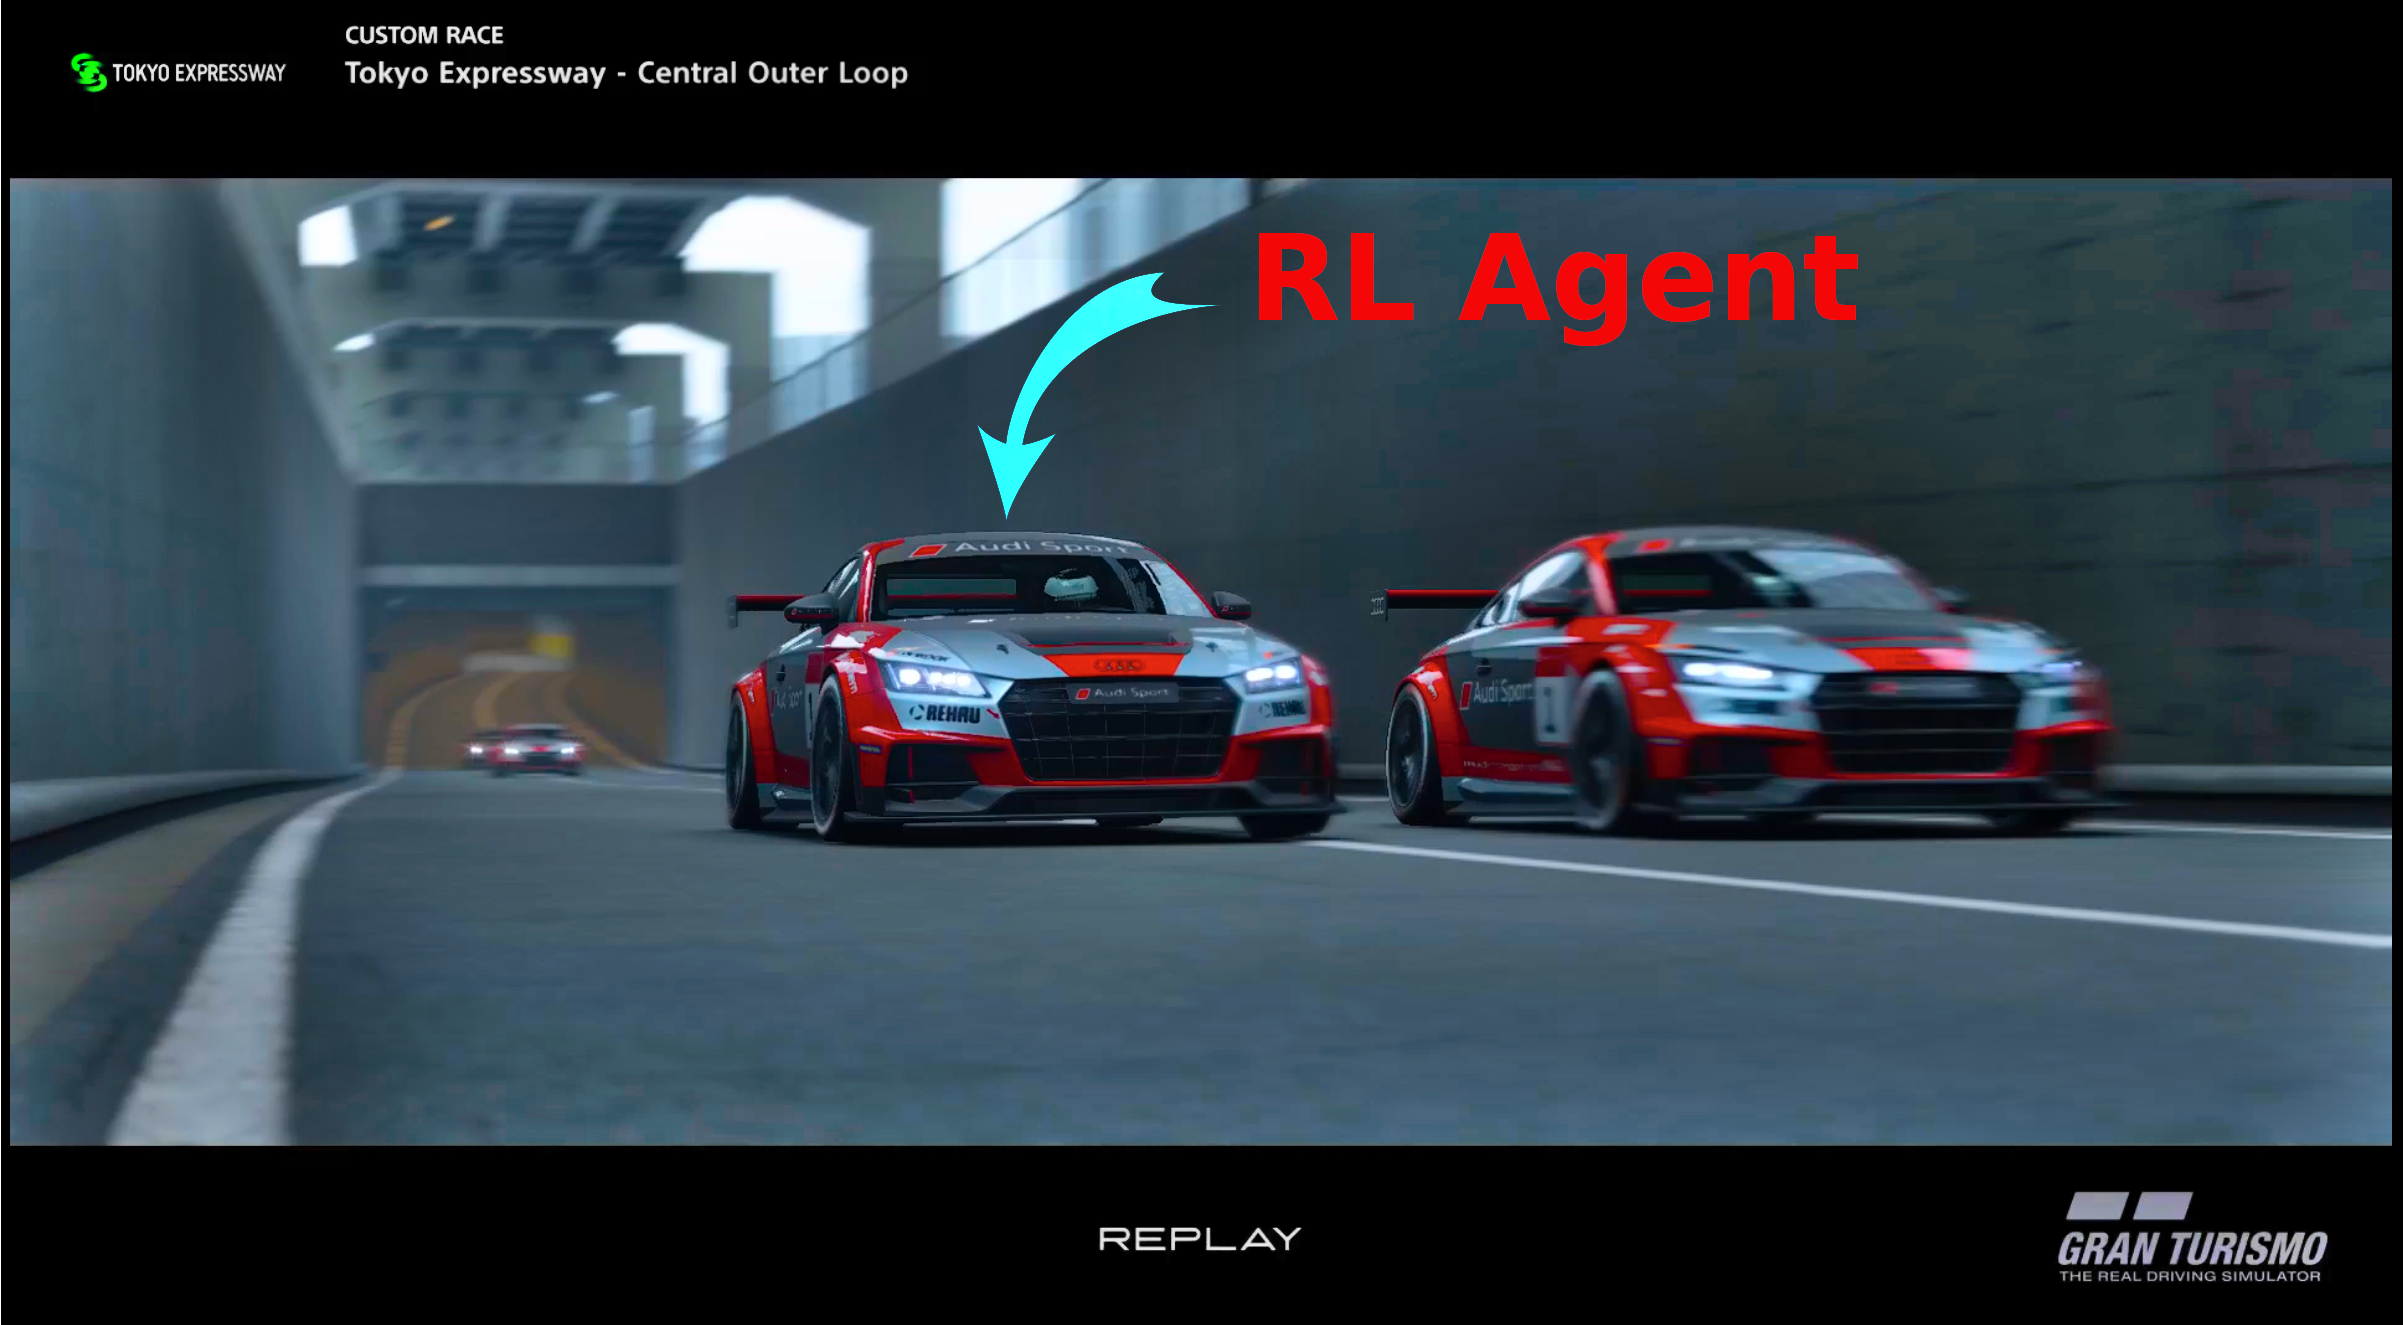 CUSTOM RACE
TOKYO EXPRESSWAY
Tokyo Expressway - Central Outer Loop
RL Agent
Audi Sport
Audi Sport
REHAU
Audi Sport
1
REPLAY
GRAN TURISMO
THE REAL DRIVING SIMULATOR